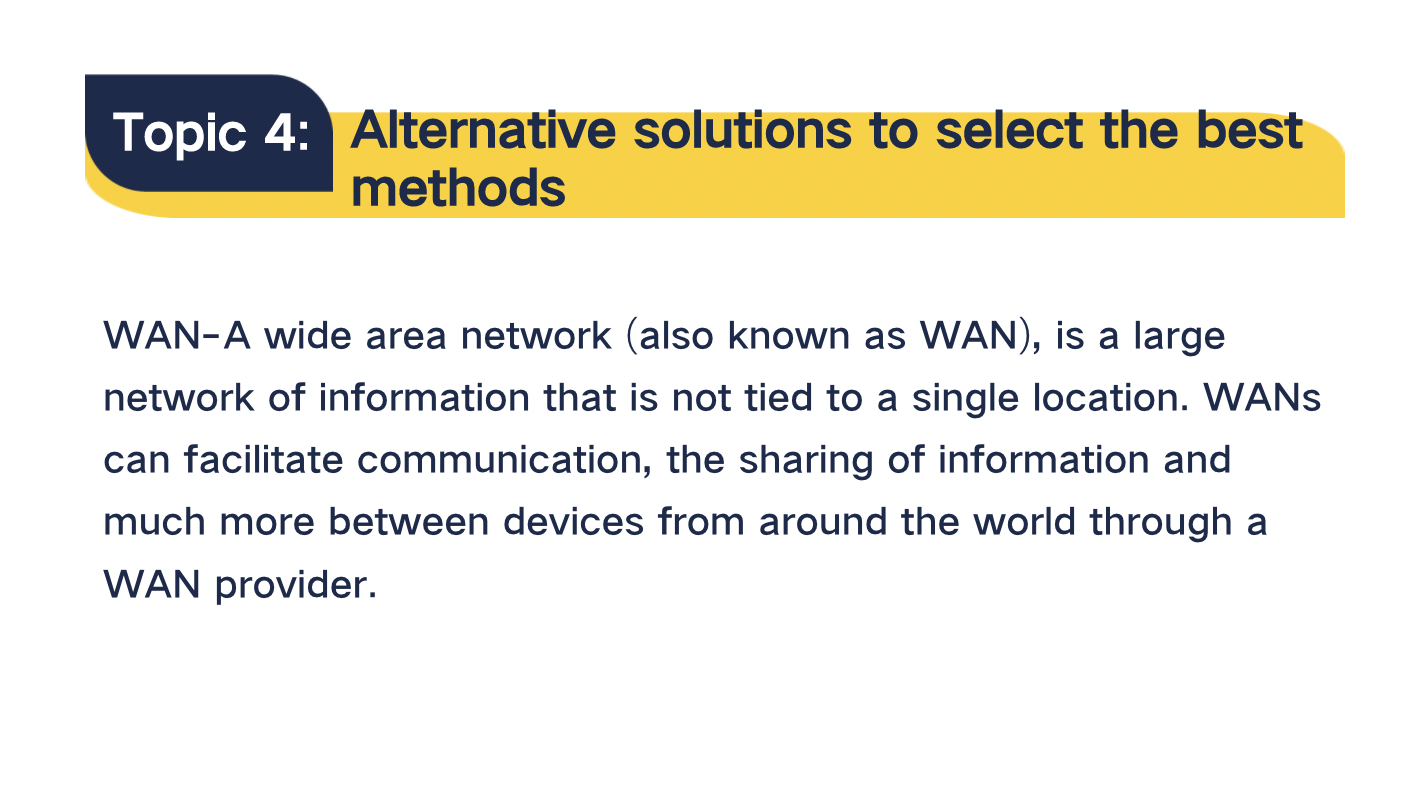 Topic 4:
Alternative solutions to select the best
methods
WAN-A wide area network (also known as WAN), is a large
network of information that is not tied to a single location. WANs
can facilitate communication, the sharing of information and
much more between devices from around the world through a
WAN provider.